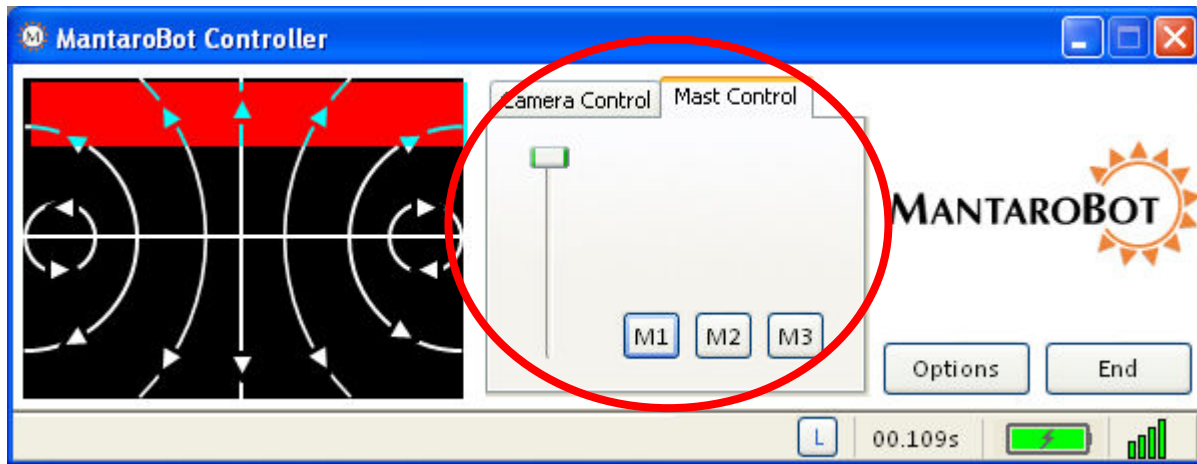 M MantaroBot Controller
Camera Control Mast Control
MANTAROBOT
M1 M2 M3
Options End
L 00.109s